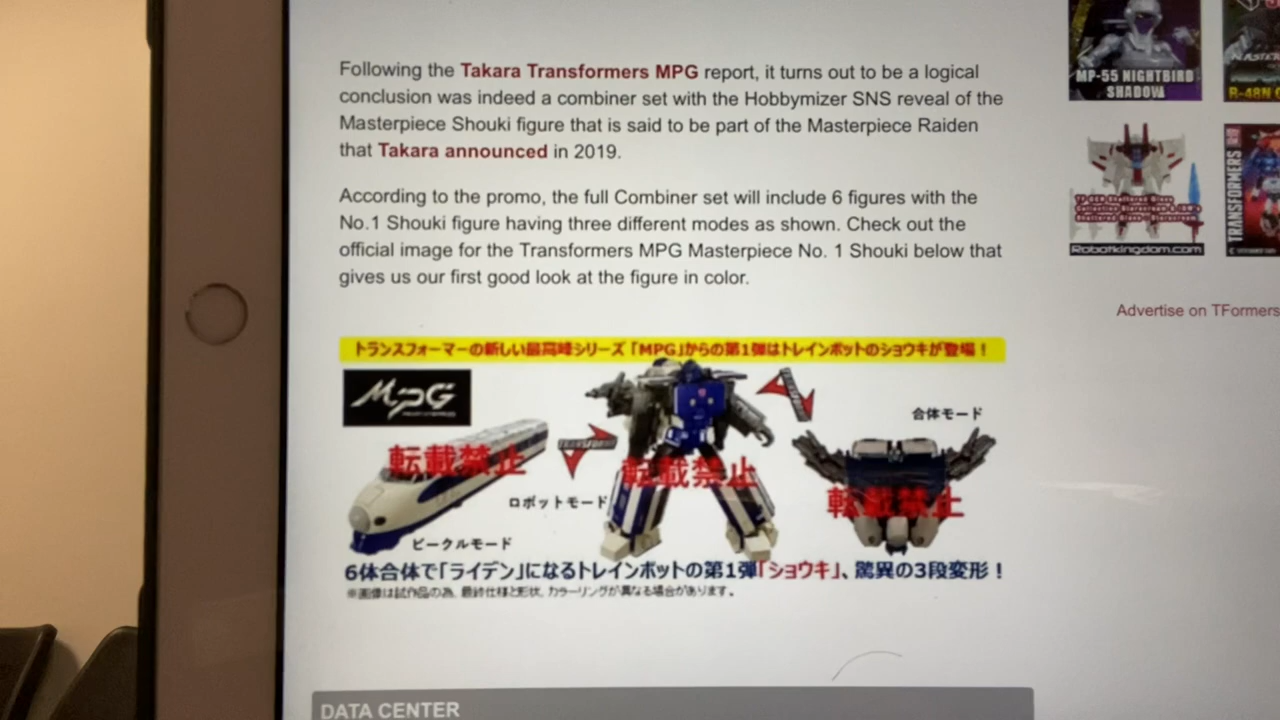 Following the Takara Transformers MPG report, it turns out to be a logical
conclusion was indeed a combiner set with the Hobbymizer SNS reveal of the
Masterpiece Shouki figure that is said to be part of the Masterpiece Raiden
that Takara announced in 2019.
According to the promo, the full Combiner set will include 6 figures with the
No.1 Shouki figure having three different modes as shown. Check out the
official image for the Transformers MPG Masterpiece No. 1 Shouki below that
gives us our first good look at the figure in color.
トランスフォーマーの新しい最高峰シリーズ「MPG」からの第1弾はトレインボットのショウキが登場！
MPG
合体モード
転載禁止
転載禁止
転載禁止
ロボットモード
ビークルモード
6体合体で「ライデン」になるトレインボットの第1弾「ショウキ」、驚異の3段変形！
※画像は試作品の為、最終仕様と形状、カラーリングが異なる場合があります。
DATA CENTER
MP-55 NIGHTBIRD
SHADOW
Robotkingdom.com
TRANSFORMERS
Advertise on TFormers